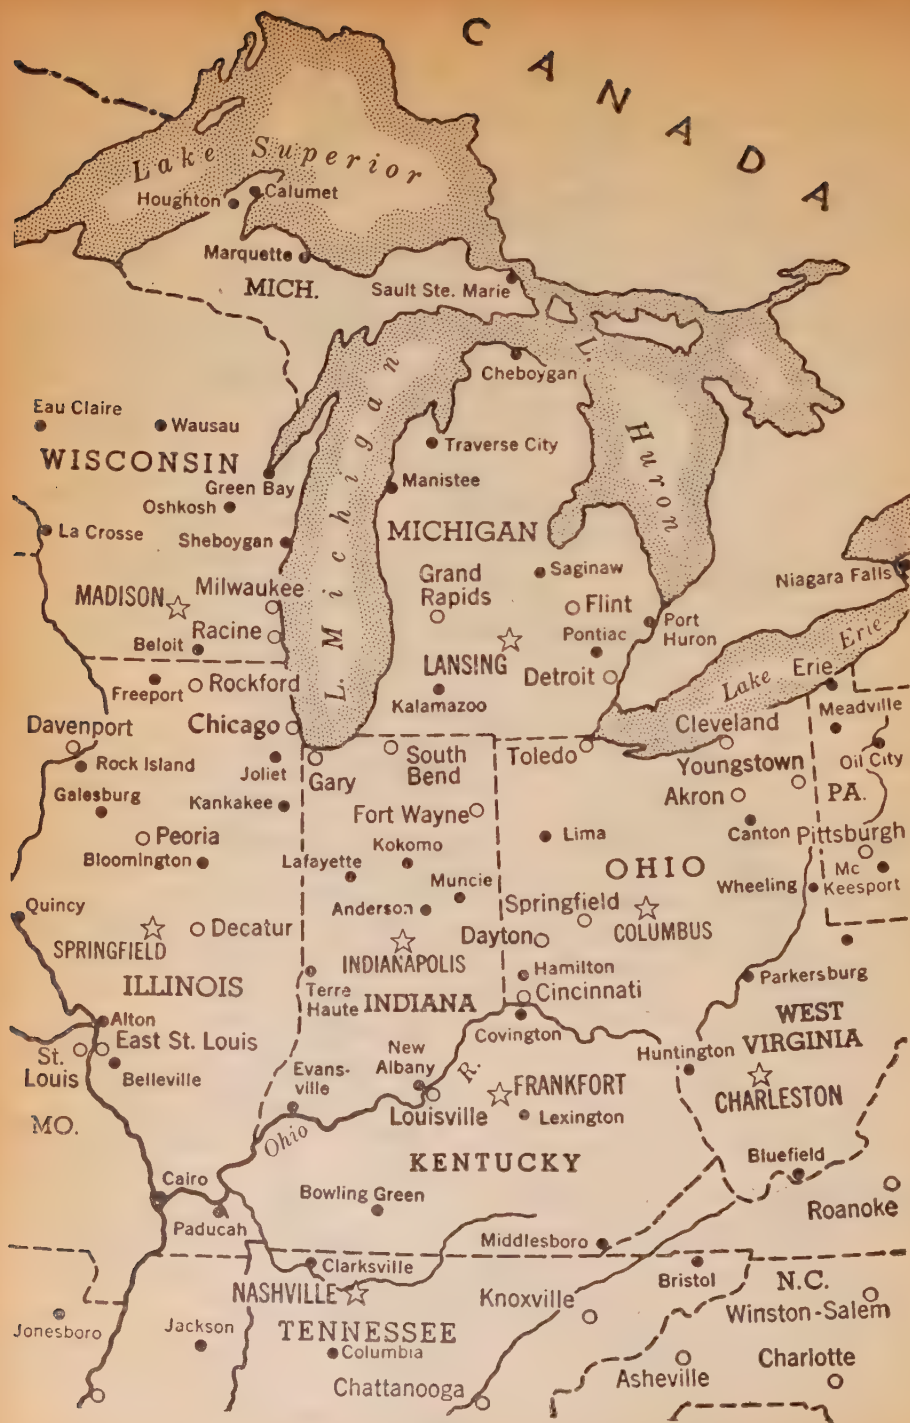 CANADA
Lake Superior
Houghton
Calumet
Marquette
MICH.
Sault Ste. Marie
Cheboygan
L. Michigan
L. Huron
Eau Claire
Wausau
WISCONSIN
Traverse City
Green Bay
Manistee
Oshkosh
La Crosse
Sheboygan
MICHIGAN
Niagara Falls
Saginaw
MADISON
Milwaukee
Grand
Rapids
Flint
Racine
Beloit
Pontiac
Port
Huron
LANSING
Detroit
Lake Erie
Erie
Freeport
Rockford
Kalamazoo
Meadville
Davenport
Chicago
Cleveland
Rock Island
Joliet
Gary
South
Bend
Toledo
Youngstown
Oil City
Galesburg
Kankakee
Fort Wayne
Akron
PA.
Peoria
Kokomo
Lima
Canton
Pittsburgh
Bloomington
Lafayette
OHIO
Mc
Keesport
Muncie
Wheeling
Quincy
Anderson
Springfield
SPRINGFIELD
Decatur
INDIANAPOLIS
Dayton
COLUMBUS
ILLINOIS
Terre
Haute
INDIANA
Hamilton
Cincinnati
Parkersburg
Alton
Covington
WEST
VIRGINIA
St.
Louis
East St. Louis
New
Albany
Huntington
Belleville
Evans-
ville
FRANKFORT
CHARLESTON
MO.
Louisville
Lexington
Ohio R.
KENTUCKY
Bluefield
Cairo
Bowling Green
Roanoke
Paducah
Middlesboro
Clarksville
Bristol
N.C.
NASHVILLE
Knoxville
Winston-Salem
Jonesboro
Jackson
TENNESSEE
Columbia
Asheville
Charlotte
Chattanooga